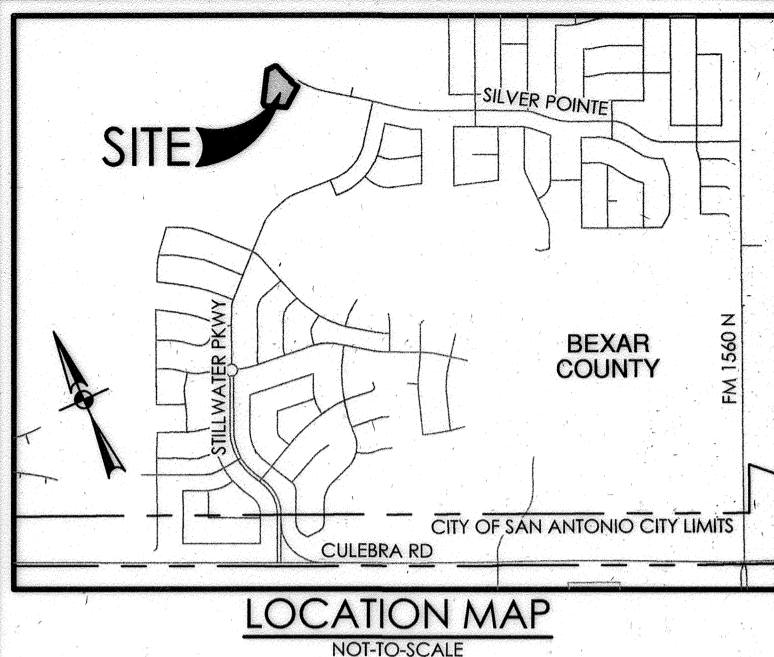 SILVER POINTE
SITE
STILLWATER PKWY
BEXAR
COUNTY
FM 1560 N
CITY OF SAN ANTONIO CITY LIMITS
CULEBRA RD
LOCATION MAP
NOT-TO-SCALE